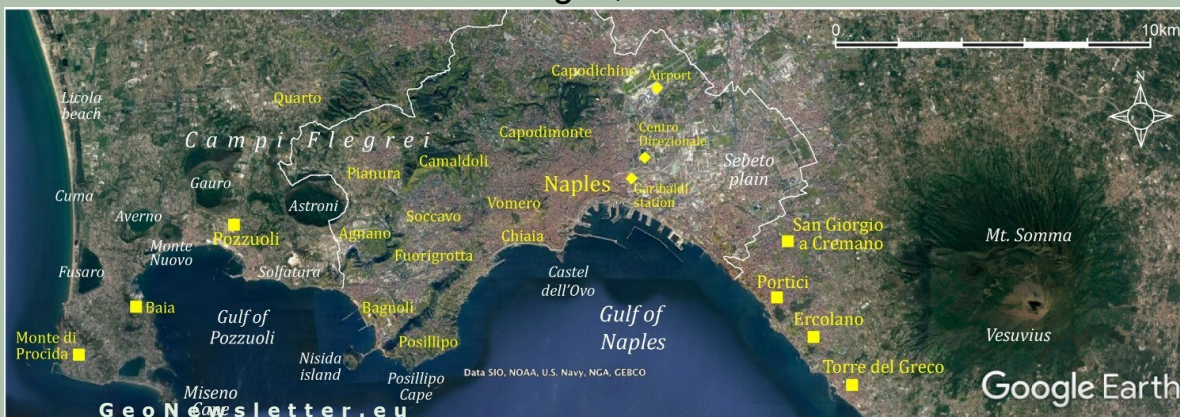 0
10km
N
Capodichino
Airport
Licola
beach
Quarto
Centro
Direzionale
Capodimonte
Campi Flegrei
Camaldoli
Sebeto
plain
Pianura
Gauro
Naples
Garibaldi
station
Cuma
Astroni
Vomero
Averno
Soccavo
San Giorgio
a Cremano
Pozzuoli
Agnano
Chiaia
Mt. Somma
Monte
Nuovo
Fuorigrotta
Fusaro
Solfatara
Castel
dell'Ovo
Portici
Baia
Bagnoli
Gulf of
Pozzuoli
Gulf of
Naples
Ercolano
Vesuvius
Monte di
Procida
Posillipo
Nisida
island
Torre del Greco
Posillipo
Cape
Data SIO, NOAA, U.S. Navy, NGA, GEBCO
Miseno
Cape
Google Earth
GeoNewsletter.eu